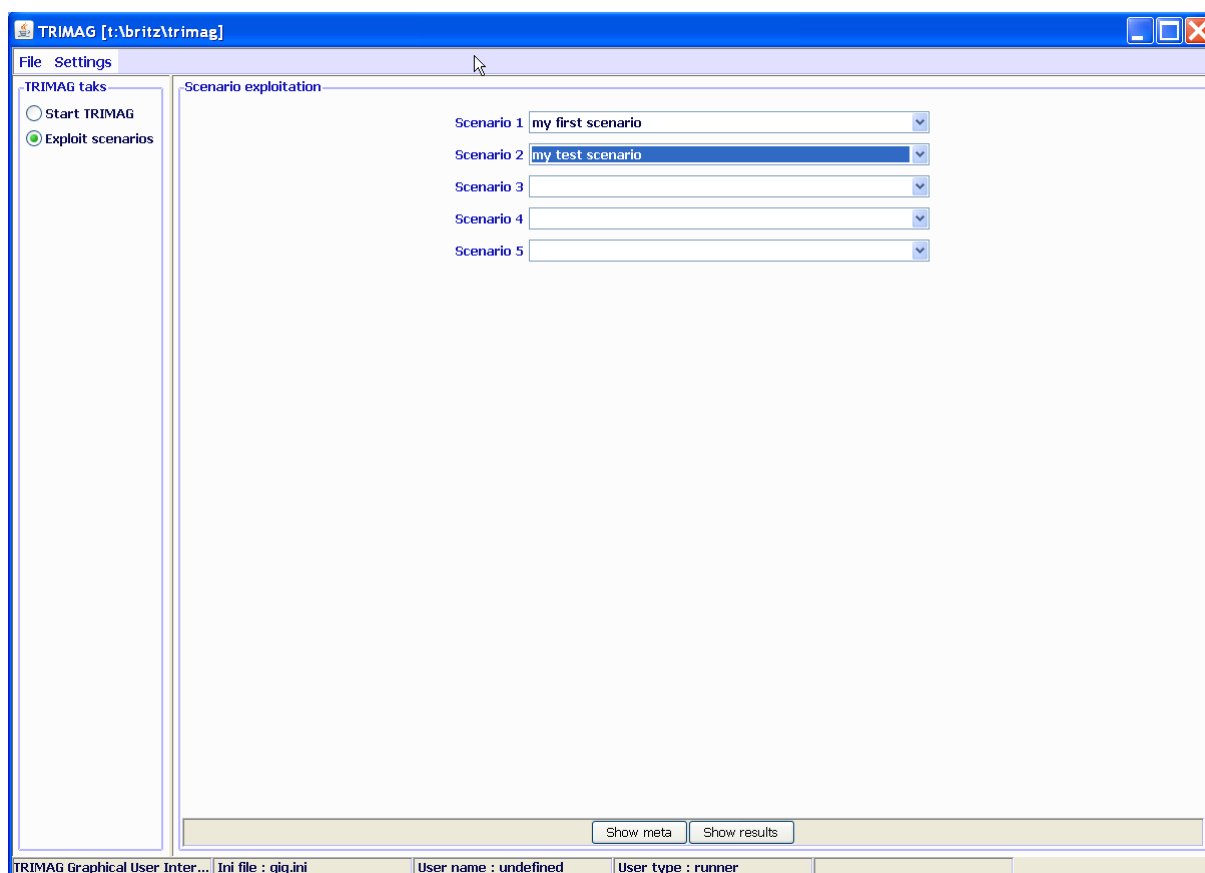 TRIMAG [t:\britz\trimag]
File Settings
TRIMAG taks
Start TRIMAG
Exploit scenarios
Scenario exploitation
Scenario 1 my first scenario
Scenario 2 my test scenario
Scenario 3
Scenario 4
Scenario 5
Show meta Show results
TRIMAG Graphical User Inter... Ini file : gig.ini User name : undefined User type : runner